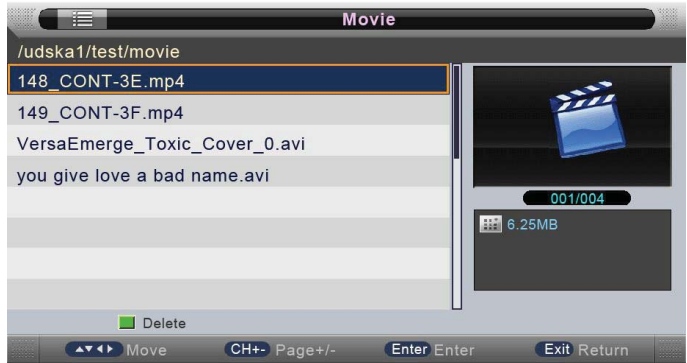 Movie
/udska1/test/movie
148_CONT-3E.mp4
149_CONT-3F.mp4
VersaEmerge_Toxic_Cover_0.avi
you give love a bad name.avi
001/004
6.25MB
Delete
▲▼◀▶ Move CH+- Page+/- Enter Enter Exit Return